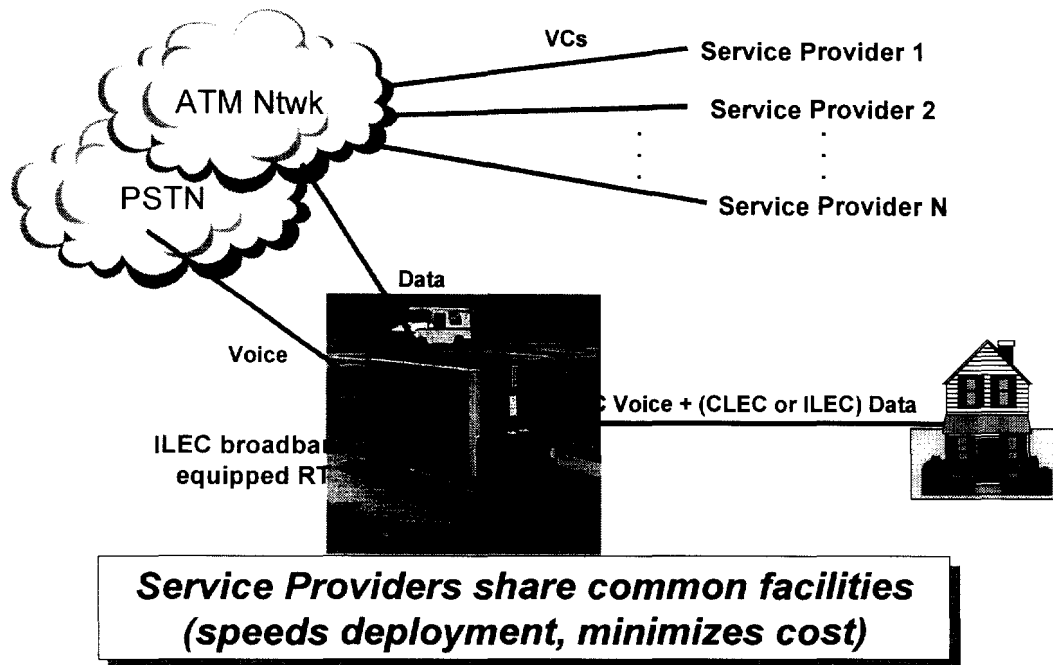 VCs
Service Provider 1
ATM Ntwk
Service Provider 2
PSTN
Service Provider N
Data
Voice
Voice + (CLEC or ILEC) Data
ILEC
equipped RT
Service Providers share common facilities
(speeds deployment, minimizes cost)